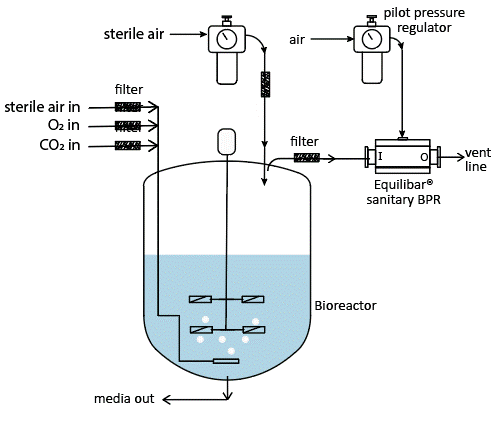 pilot pressure
regulator
sterile air
air
filter
sterile air in
O₂ in
filter
CO₂ in
filter
I
O
vent
line
Equilibar®
sanitary BPR
Bioreactor
media out